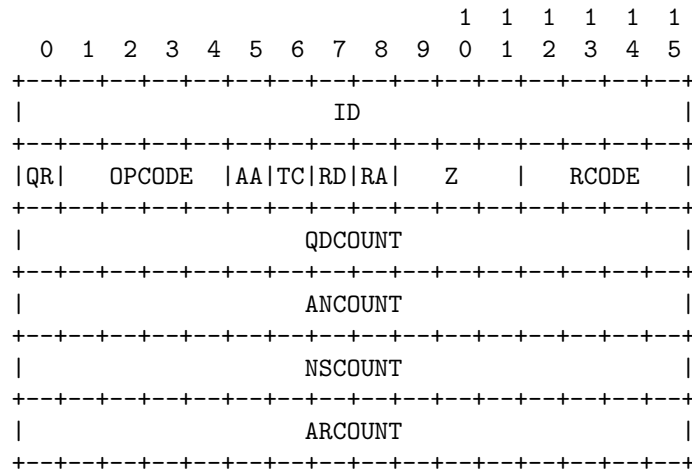 1  1  1  1  1  1
  0  1  2  3  4  5  6  7  8  9  0  1  2  3  4  5
+--+--+--+--+--+--+--+--+--+--+--+--+--+--+--+--+
|                      ID                       |
+--+--+--+--+--+--+--+--+--+--+--+--+--+--+--+--+
|QR|   OPCODE  |AA|TC|RD|RA|   Z    |   RCODE   |
+--+--+--+--+--+--+--+--+--+--+--+--+--+--+--+--+
|                    QDCOUNT                    |
+--+--+--+--+--+--+--+--+--+--+--+--+--+--+--+--+
|                    ANCOUNT                    |
+--+--+--+--+--+--+--+--+--+--+--+--+--+--+--+--+
|                    NSCOUNT                    |
+--+--+--+--+--+--+--+--+--+--+--+--+--+--+--+--+
|                    ARCOUNT                    |
+--+--+--+--+--+--+--+--+--+--+--+--+--+--+--+--+